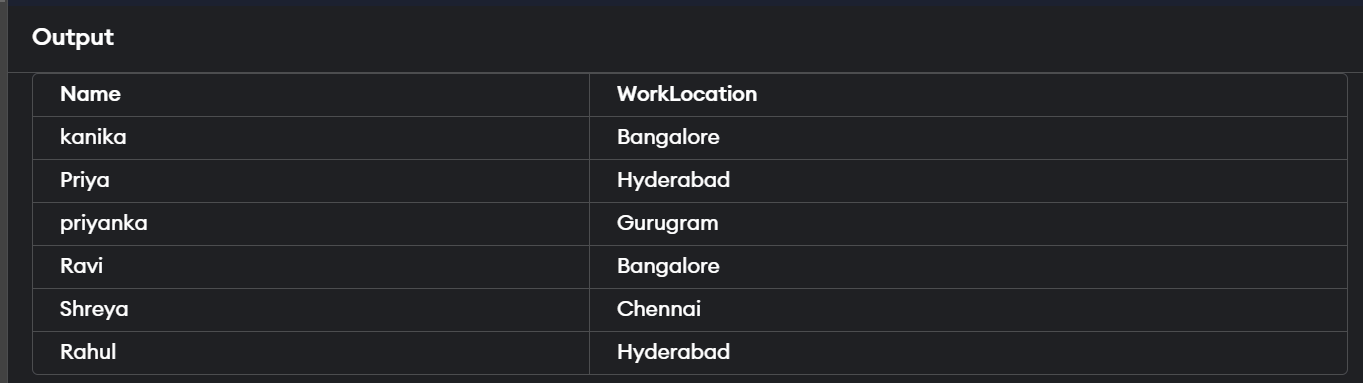 Output
Name WorkLocation
kanika Bangalore
Priya Hyderabad
priyanka Gurugram
Ravi Bangalore
Shreya Chennai
Rahul Hyderabad